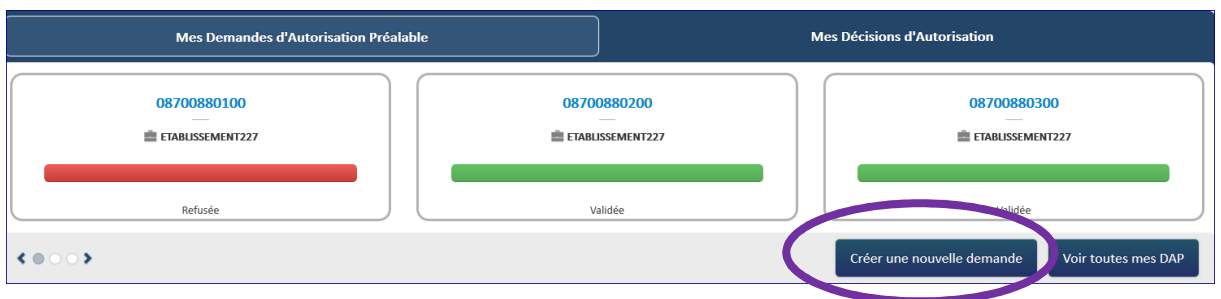 Mes Demandes d'Autorisation Préalable
Mes Décisions d'Autorisation
08700880100
ETABLISSEMENT227
Refusée
08700880200
ETABLISSEMENT227
Validée
08700880300
ETABLISSEMENT227
Validée
Créer une nouvelle demande
Voir toutes mes DAP